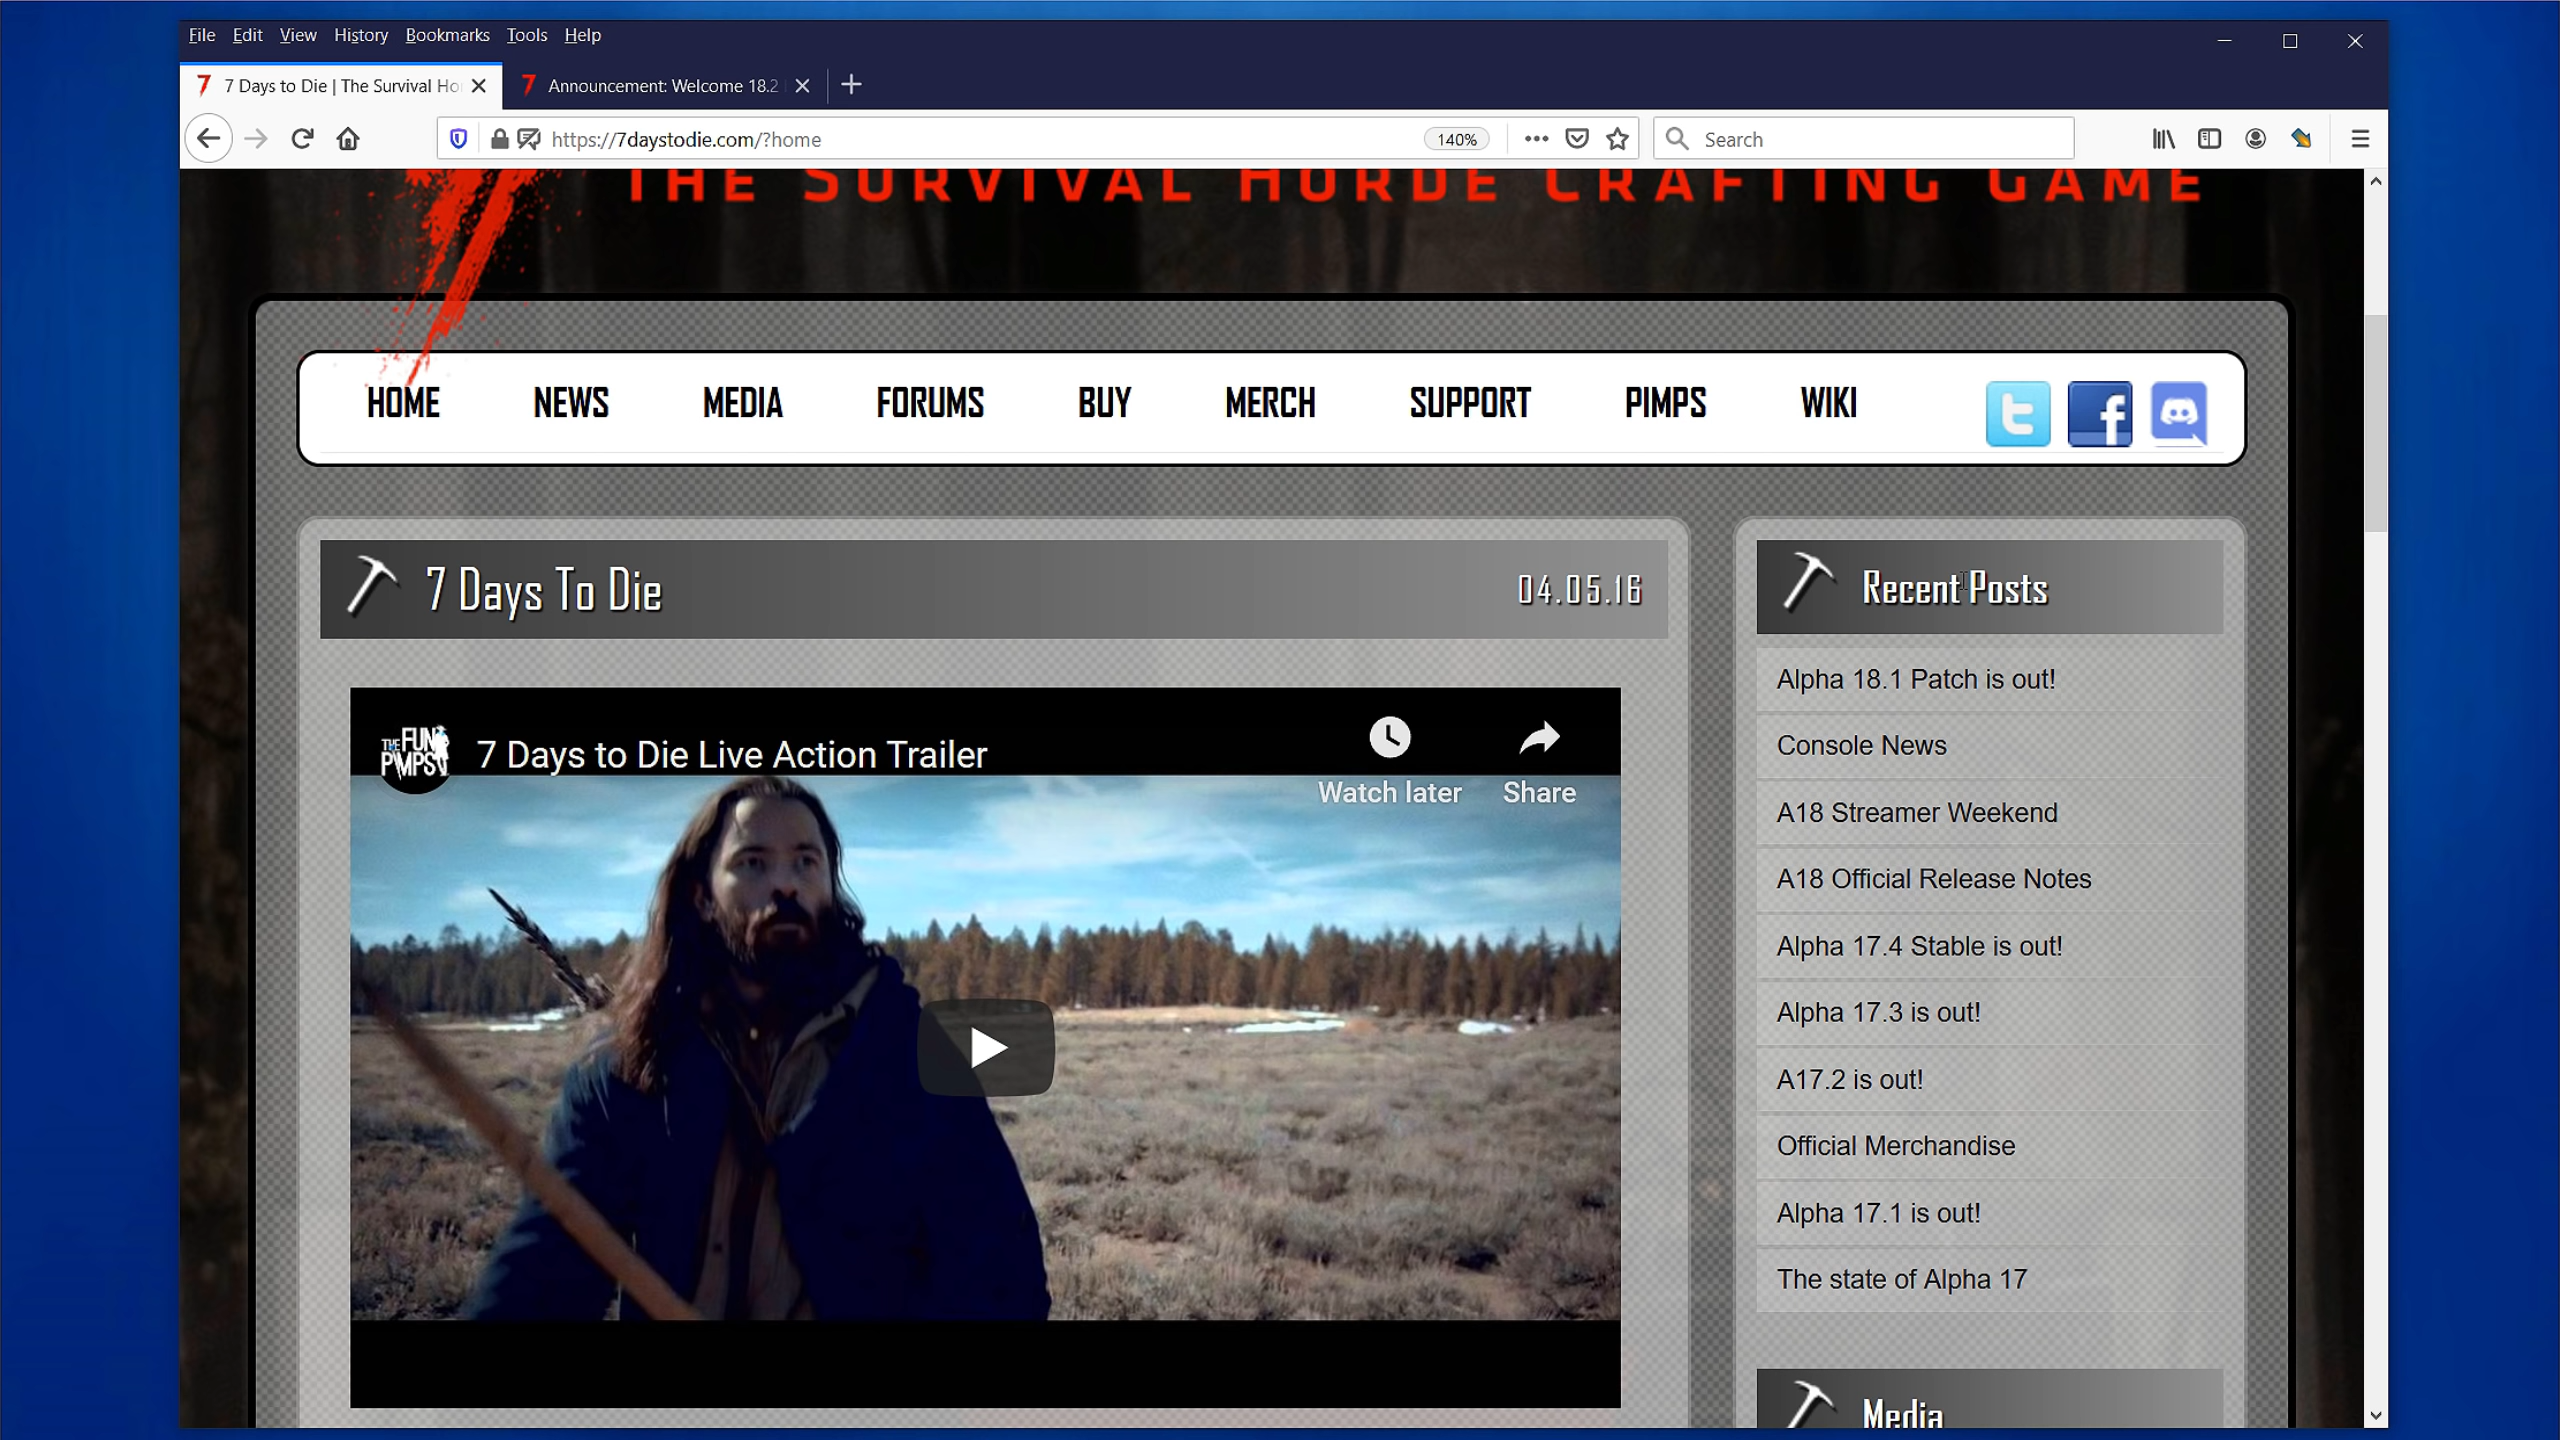 File Edit View History Bookmarks Tools Help
7 Days to Die | The Survival Ho
Announcement: Welcome 18.2
https://7daystodie.com/?home
140%
Search
THE SURVIVAL HORDE CRAFTING GAME
HOME NEWS MEDIA FORUMS BUY MERCH SUPPORT PIMPS WIKI
7 Days To Die
04.05.16
THE FUN PIMPS
7 Days to Die Live Action Trailer
Watch later
Share
Recent Posts
Alpha 18.1 Patch is out!
Console News
A18 Streamer Weekend
A18 Official Release Notes
Alpha 17.4 Stable is out!
Alpha 17.3 is out!
A17.2 is out!
Official Merchandise
Alpha 17.1 is out!
The state of Alpha 17
Media